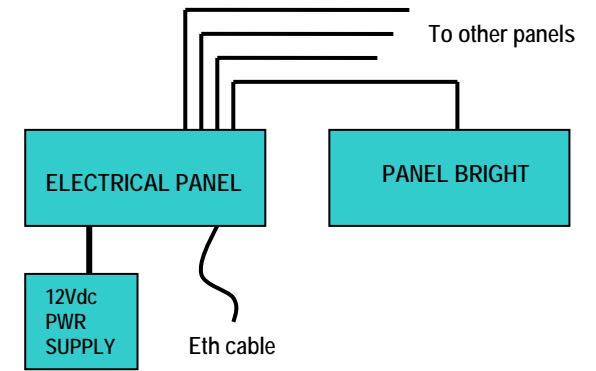 To other panels
ELECTRICAL PANEL
PANEL BRIGHT
12Vdc
PWR
SUPPLY
Eth cable